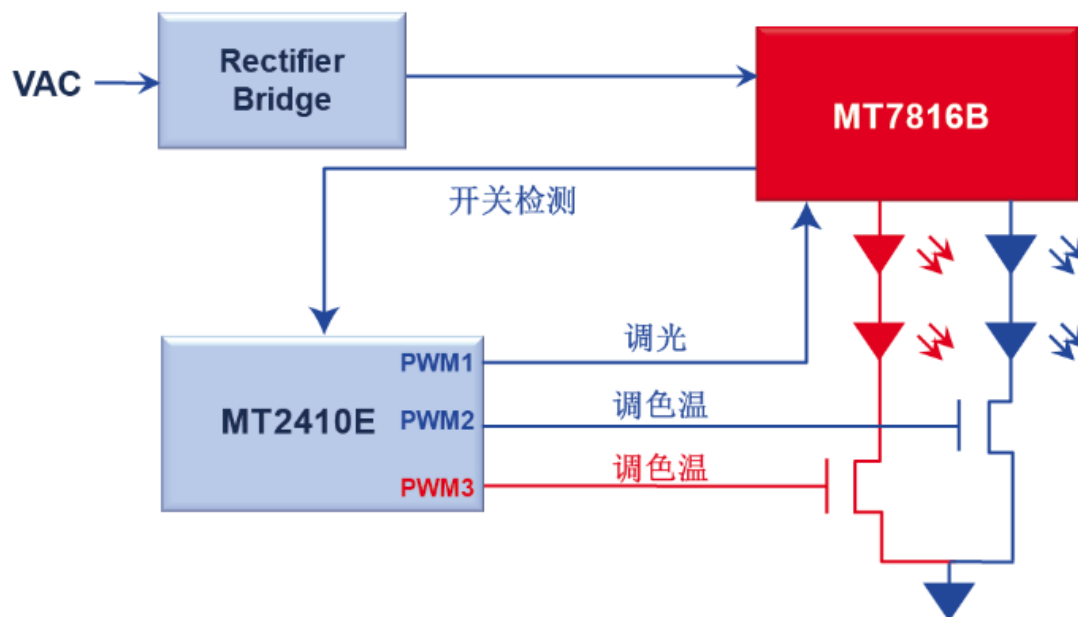 VAC
Rectifier
Bridge
MT7816B
开关检测
MT2410E
PWM1
调光
PWM2
调色温
PWM3
调色温